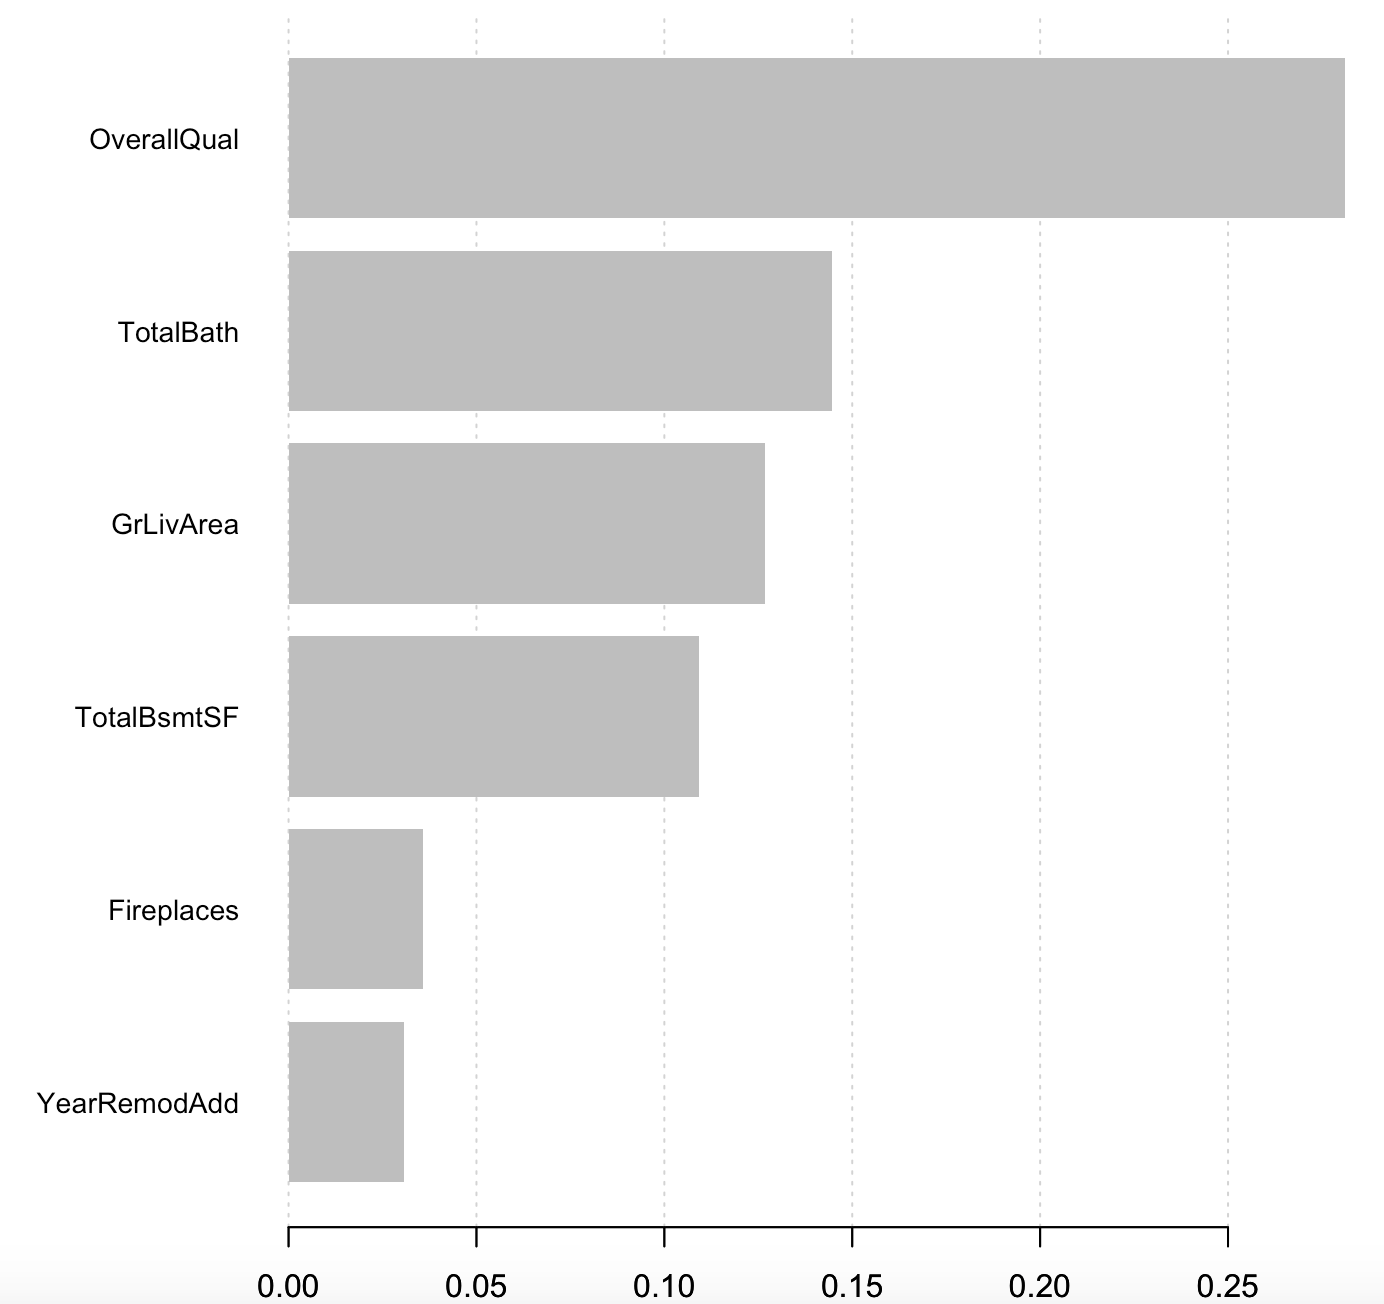 OverallQual
TotalBath
GrLivArea
TotalBsmtSF
Fireplaces
YearRemodAdd
0.00 0.05 0.10 0.15 0.20 0.25